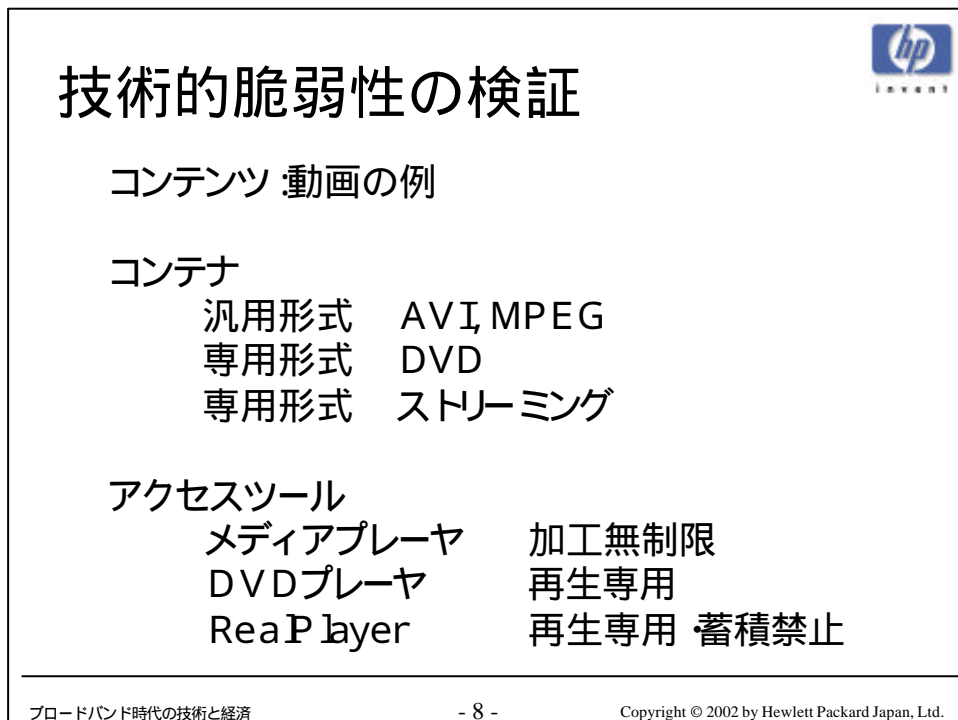 hp
invent
技術的脆弱性の検証
コンテンツ:動画の例
コンテナ
汎用形式 AVI, MPEG
専用形式 DVD
専用形式 ストリーミング
アクセスツール
メディアプレーヤ 加工無制限
DVDプレーヤ 再生専用
RealPlayer 再生専用・蓄積禁止
ブロードバンド時代の技術と経済 - 8 - Copyright © 2002 by Hewlett Packard Japan, Ltd.